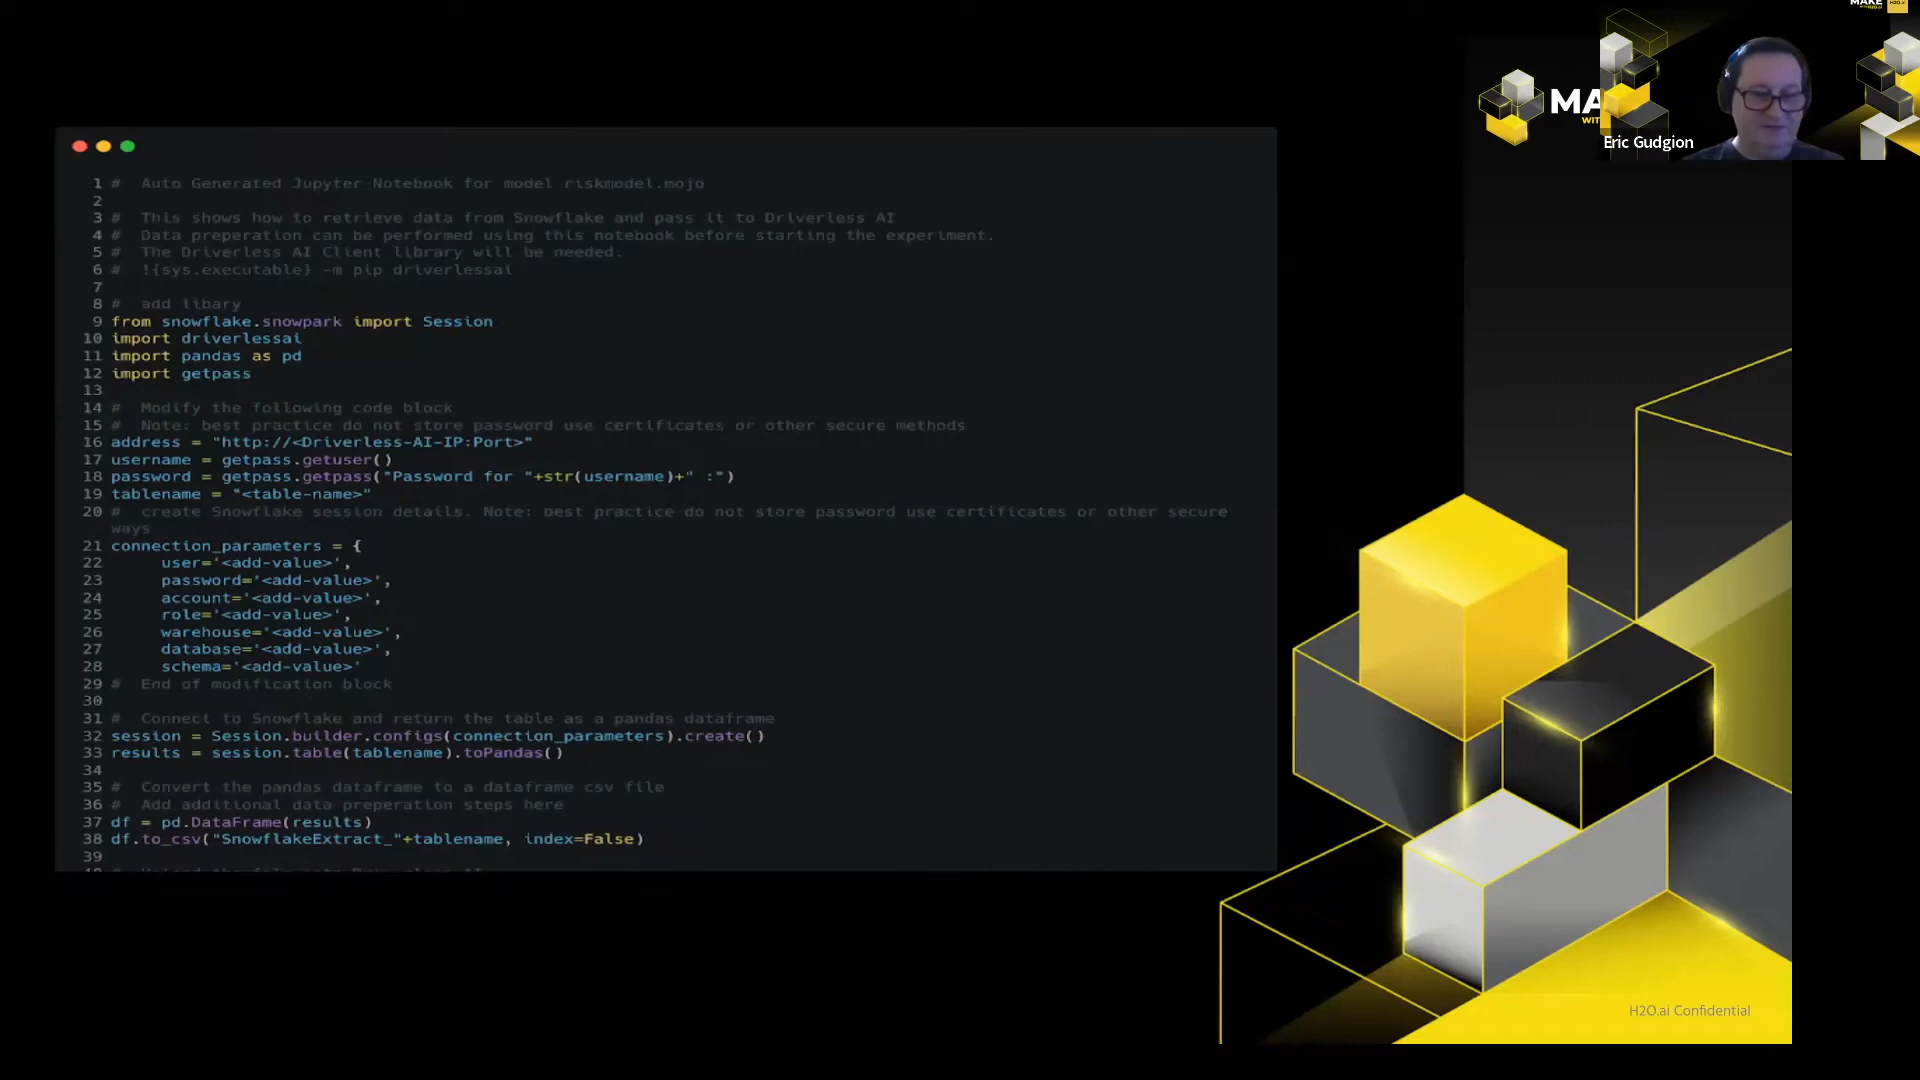 MAKE
H2O.ai
MA
WIT
Eric Gudgion
1 # Auto Generated Jupyter Notebook for model riskmodel.mojo
2
3 # This shows how to retrieve data from Snowflake and pass it to Driverless AI
4 # Data preperation can be performed using this notebook before starting the experiment.
5 # The Driverless AI Client library will be needed.
6 # !{sys.executable} -m pip driverlessai
7
8 # add libary
9 from snowflake.snowpark import Session
10 import driverlessai
11 import pandas as pd
12 import getpass
13
14 # Modify the following code block
15 # Note: best practice do not store password use certificates or other secure methods
16 address = "http://<Driverless-AI-IP:Port>"
17 username = getpass.getuser()
18 password = getpass.getpass("Password for "+str(username)+" :")
19 tablename = "<table-name>"
20 # create Snowflake session details. Note: best practice do not store password use certificates or other secure
ways
21 connection_parameters = {
22 user='<add-value>',
23 password='<add-value>',
24 account='<add-value>',
25 role='<add-value>',
26 warehouse='<add-value>',
27 database='<add-value>',
28 schema='<add-value>'
29 # End of modification block
30
31 # Connect to Snowflake and return the table as a pandas dataframe
32 session = Session.builder.configs(connection_parameters).create()
33 results = session.table(tablename).toPandas()
34
35 # Convert the pandas dataframe to a dataframe csv file
36 # Add additional data preperation steps here
37 df = pd.DataFrame(results)
38 df.to_csv("SnowflakeExtract_"+tablename, index=False)
39
H2O.ai Confidential